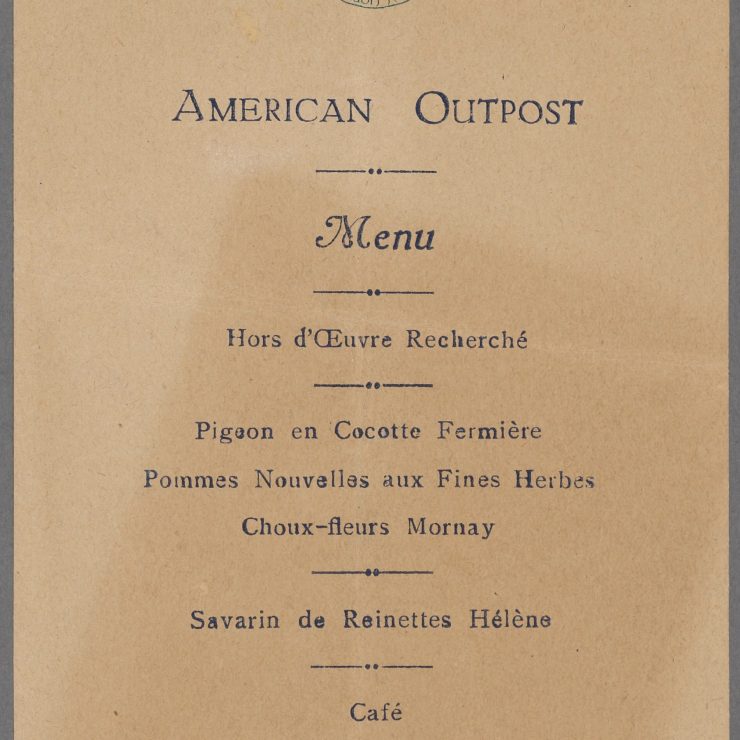 American Outpost
Menu
Hors d'Œuvre Recherché
Pigeon en Cocotte Fermière
Pommes Nouvelles aux Fines Herbes
Choux-fleurs Mornay
Savarin de Reinettes Hélène
Café